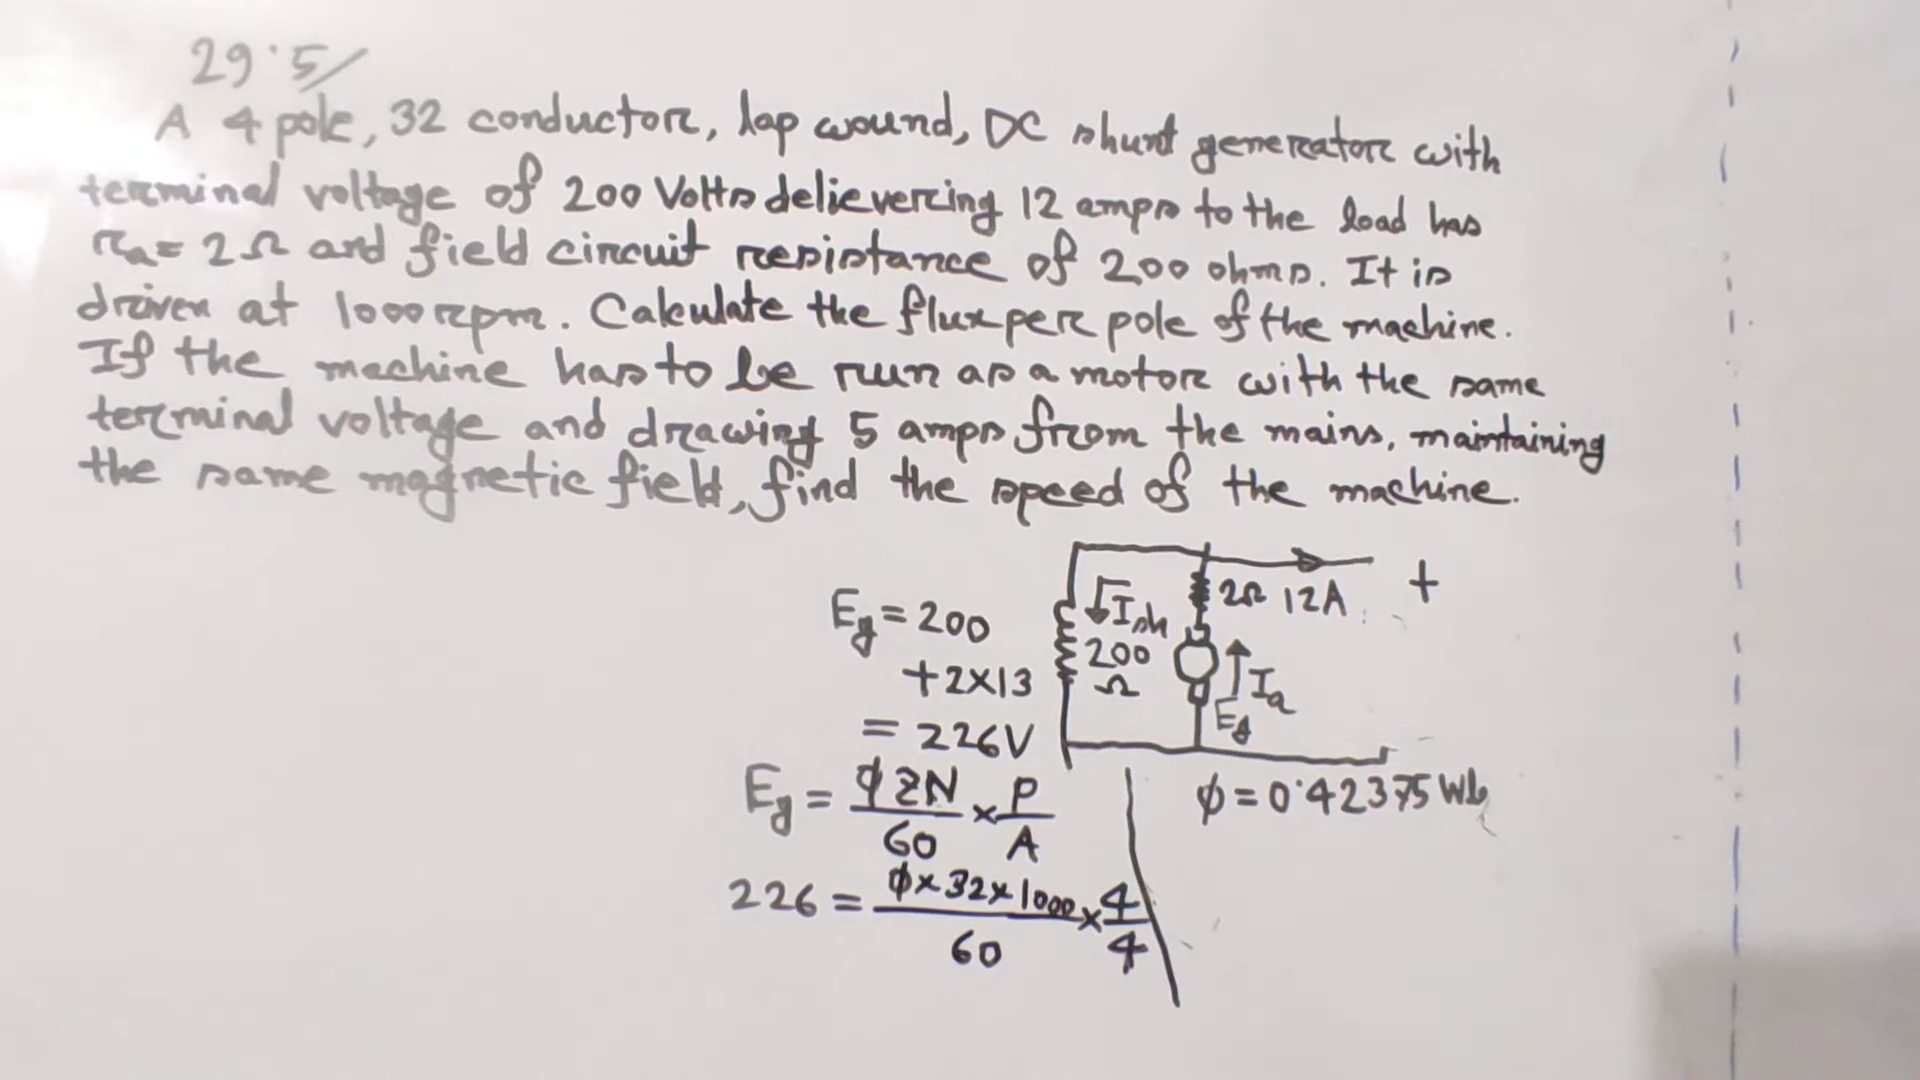 29.5/
A 4 pole, 32 conductor, lap wound, DC shunt generator with
terminal voltage of 200 Volts delievering 12 amps to the load has
ra = 2Ω and field circuit resistance of 200 ohms. It is
driven at 1000 rpm. Calculate the flux per pole of the machine.
If the machine has to be run as a motor with the same
terminal voltage and drawing 5 amps from the mains, maintaining
the same magnetic field, find the speed of the machine.
Eg = 200
+2×13
= 226V
Ish
200
Ω
2Ω 12A
+
Ia
Eg
Eg = ϕZN/60 × P/A
226 = ϕ×32×1000/60 × 4/4
ϕ = 0.42375 Wb